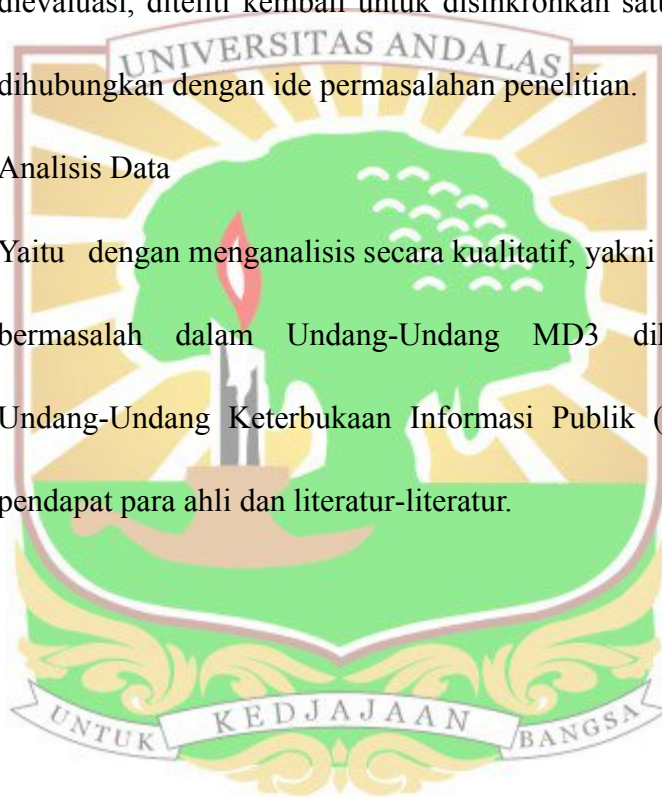 dievaluasi, diteliti kembali untuk disinkronkan satu
UNIVERSITAS ANDALAS
dihubungkan dengan ide permasalahan penelitian.
Analisis Data
Yaitu dengan menganalisis secara kualitatif, yakni
bermasalah dalam Undang-Undang MD3
Undang-Undang Keterbukaan Informasi Publik (
pendapat para ahli dan literatur-literatur.
UNTUK KEDJAJAAN BANGSA